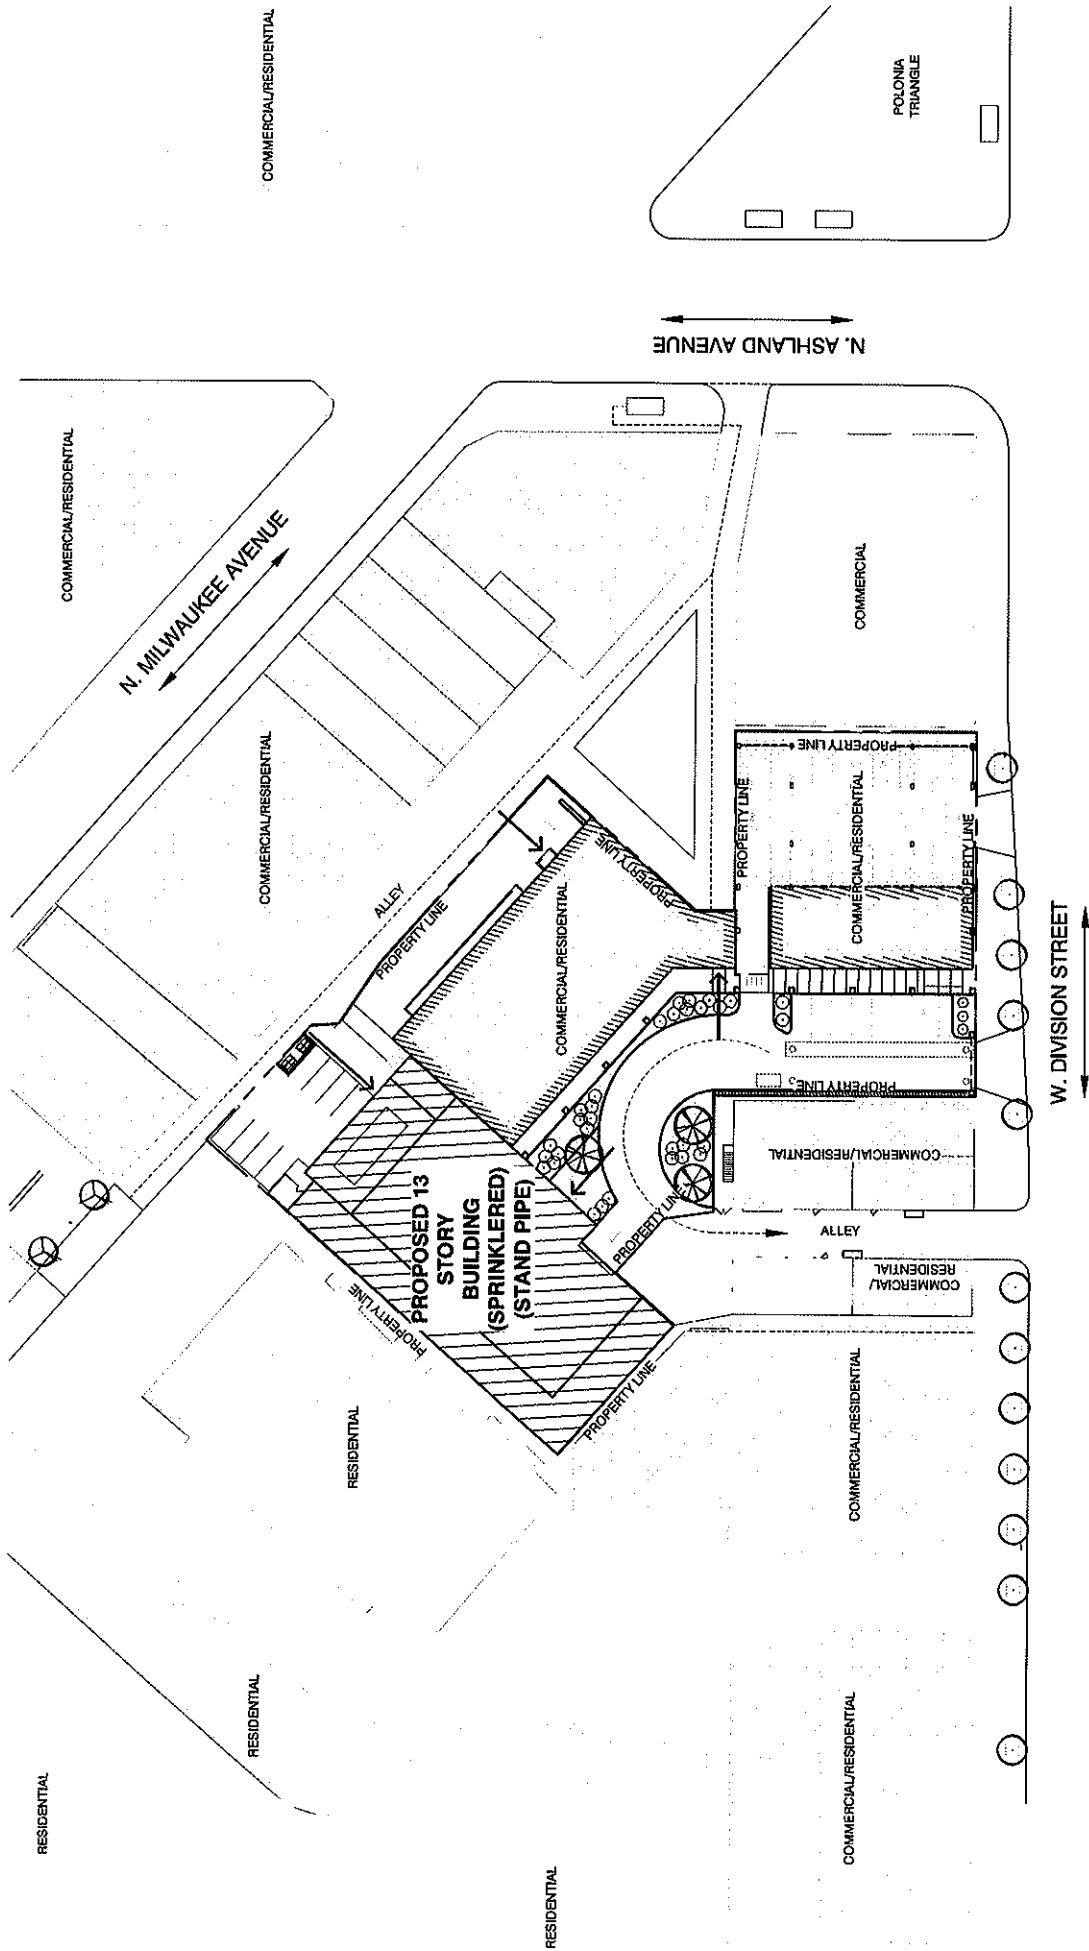 COMMERCIAL/RESIDENTIAL
POLONIA
TRIANGLE
N. ASHLAND AVENUE
COMMERCIAL/RESIDENTIAL
N. MILWAUKEE AVENUE
COMMERCIAL
COMMERCIAL/RESIDENTIAL
ALLEY
PROPERTY LINE
PROPERTY LINE
COMMERCIAL/RESIDENTIAL
PROPERTY LINE
PROPERTY LINE
COMMERCIAL/RESIDENTIAL
PROPERTY LINE
W. DIVISION STREET
PROPERTY LINE
COMMERCIAL/RESIDENTIAL
PROPERTY LINE
ALLEY
COMMERCIAL/
RESIDENTIAL
PROPOSED 13
STORY
BUILDING
(SPRINKLERED)
(STAND PIPE)
PROPERTY LINE
PROPERTY LINE
RESIDENTIAL
COMMERCIAL/RESIDENTIAL
RESIDENTIAL
COMMERCIAL/RESIDENTIAL
RESIDENTIAL
RESIDENTIAL